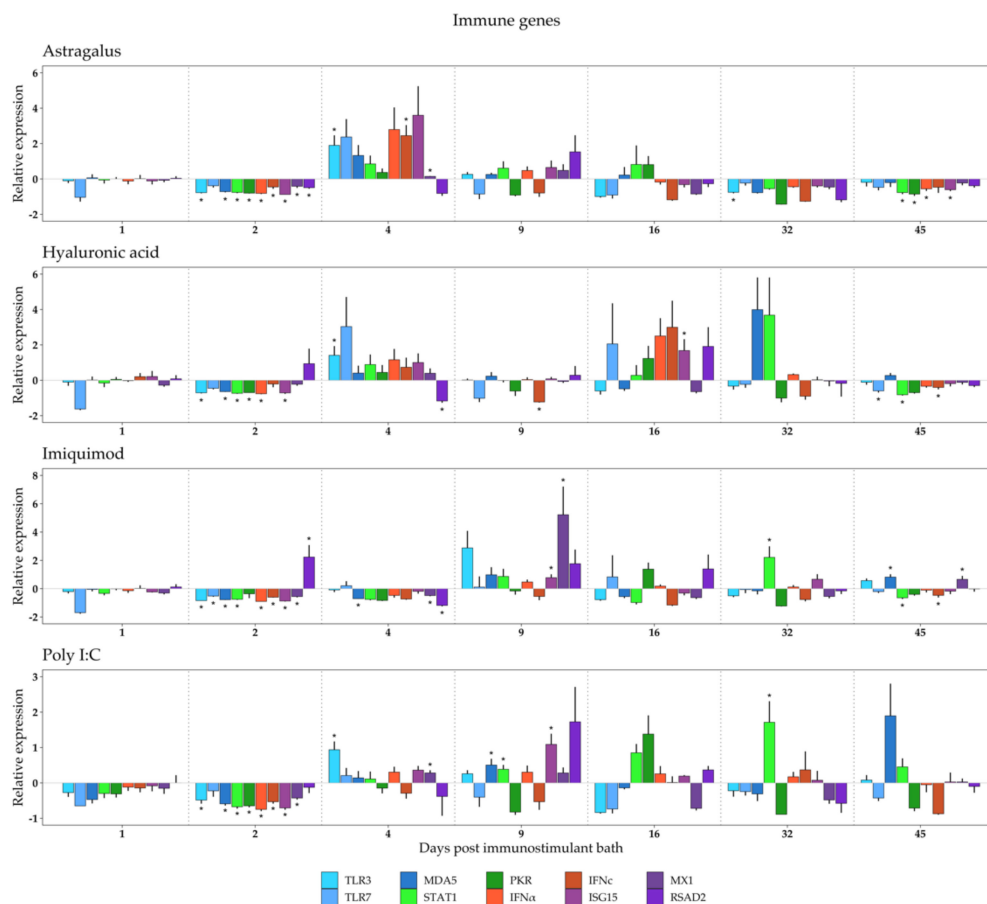 Immune genes
Astragalus
Relative expression
6
4
2
0
-2
1 2 4 9 16 32 45
* * * * * * * * * * * * * * * * *
Hyaluronic acid
Relative expression
6
4
2
0
-2
1 2 4 9 16 32 45
Imiquimod
Relative expression
8
6
4
2
0
-2
1 2 4 9 16 32 45
Poly I:C
Relative expression
3
2
1
0
-1
1 2 4 9 16 32 45
Days post immunostimulant bath
TLR3 MDA5 PKR IFNc MX1
TLR7 STAT1 IFNα ISG15 RSAD2